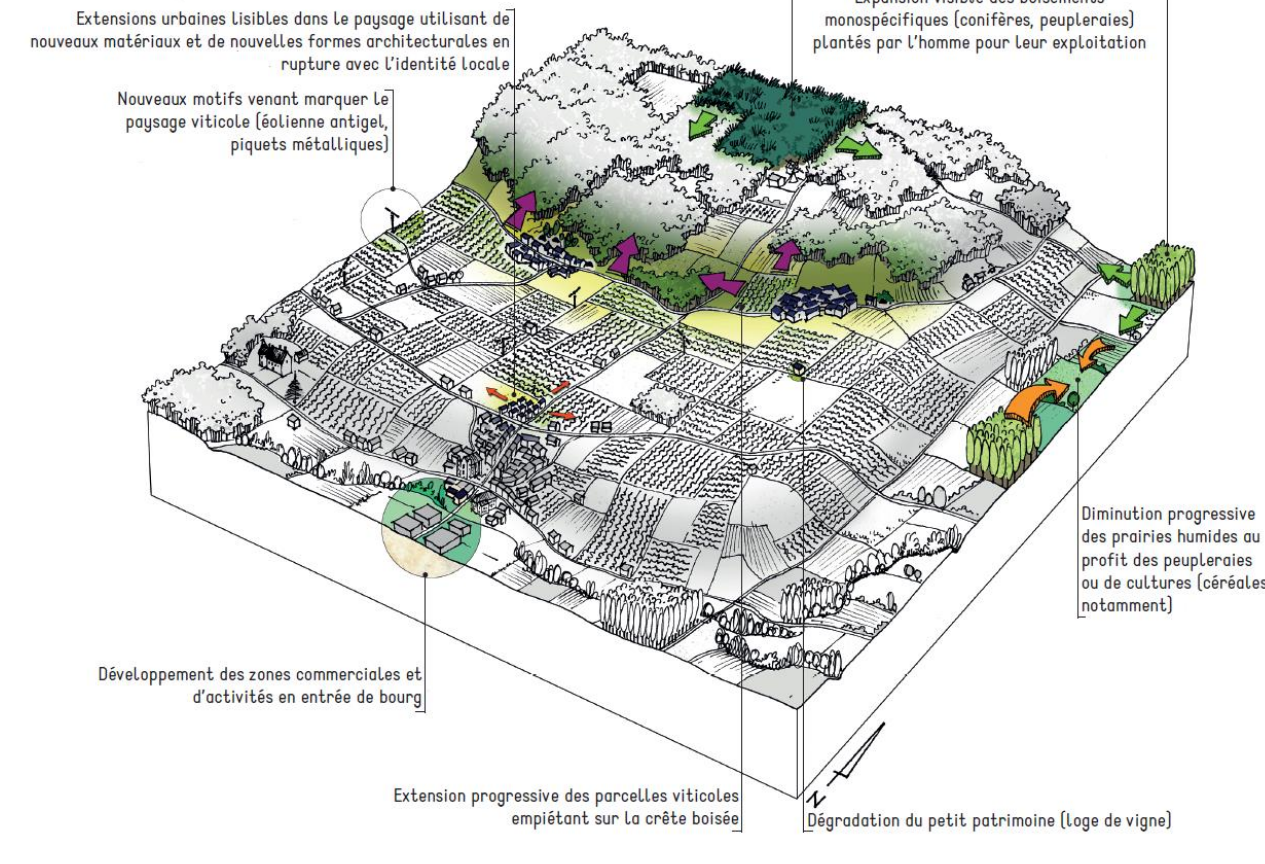 Extensions urbaines lisibles dans le paysage utilisant de
nouveaux matériaux et de nouvelles formes architecturales en
rupture avec l'identité locale
Expansion visible des boisements
monospécifiques (conifères, peupleraies)
plantés par l'homme pour leur exploitation
Nouveaux motifs venant marquer le
paysage viticole (éolienne antigel,
piquets métalliques)
Diminution progressive
des prairies humides au
profit des peupleraies
ou de cultures (céréales
notamment)
Développement des zones commerciales et
d'activités en entrée de bourg
Extension progressive des parcelles viticoles
empiétant sur la crête boisée
Dégradation du petit patrimoine (loge de vigne)
N